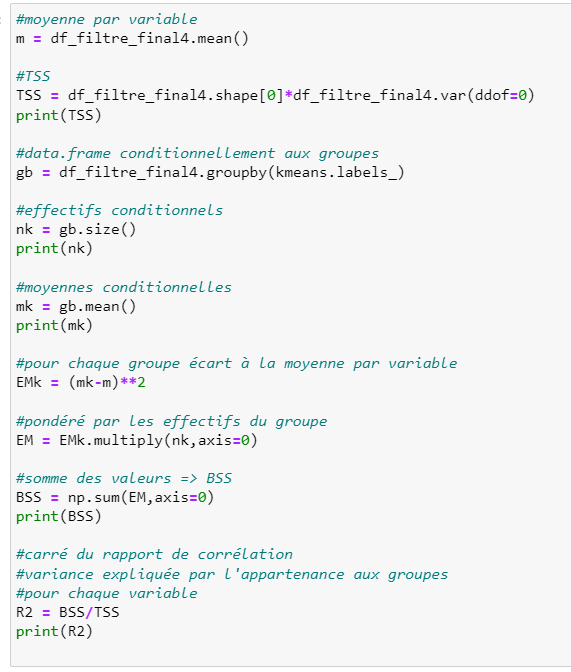 #moyenne par variable
m = df_filtre_final4.mean()
#TSS
TSS = df_filtre_final4.shape[0]*df_filtre_final4.var(ddof=0)
print(TSS)
#data.frame conditionnellement aux groupes
gb = df_filtre_final4.groupby(kmeans.labels_)
#effectifs conditionnels
nk = gb.size()
print(nk)
#moyennes conditionnelles
mk = gb.mean()
print(mk)
#pour chaque groupe écart à la moyenne par variable
EMk = (mk-m)**2
#pondéré par les effectifs du groupe
EM = EMk.multiply(nk,axis=0)
#somme des valeurs => BSS
BSS = np.sum(EM,axis=0)
print(BSS)
#carré du rapport de corrélation
#variance expliquée par l'appartenance aux groupes
#pour chaque variable
R2 = BSS/TSS
print(R2)